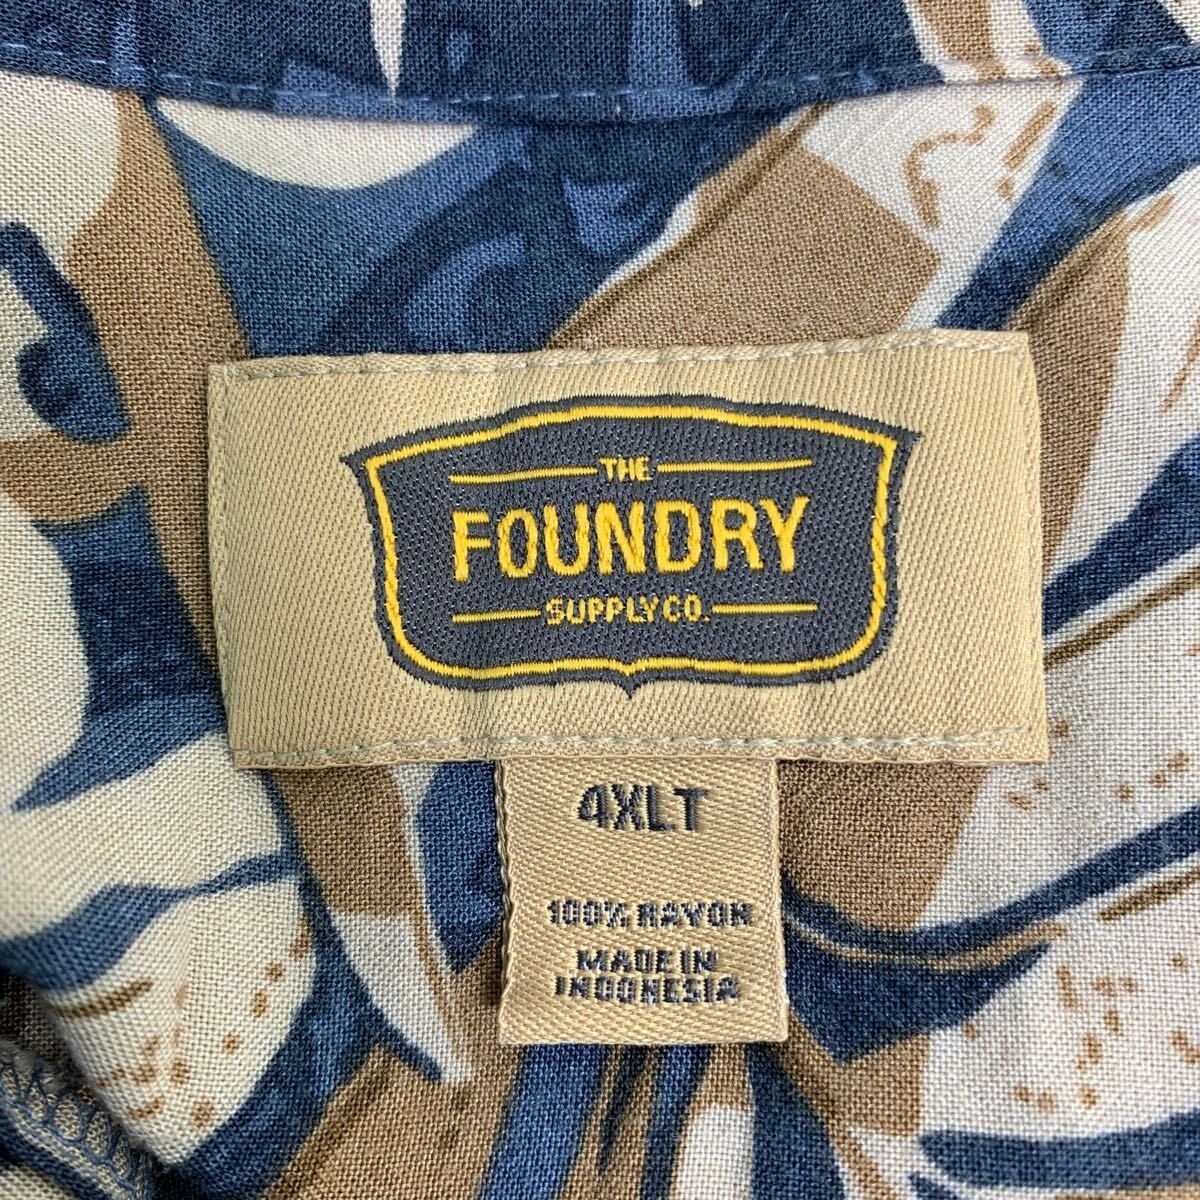 THE
FOUNDRY
SUPPLY CO.
4XLT
100% RAYON
MADE IN
INDONESIA